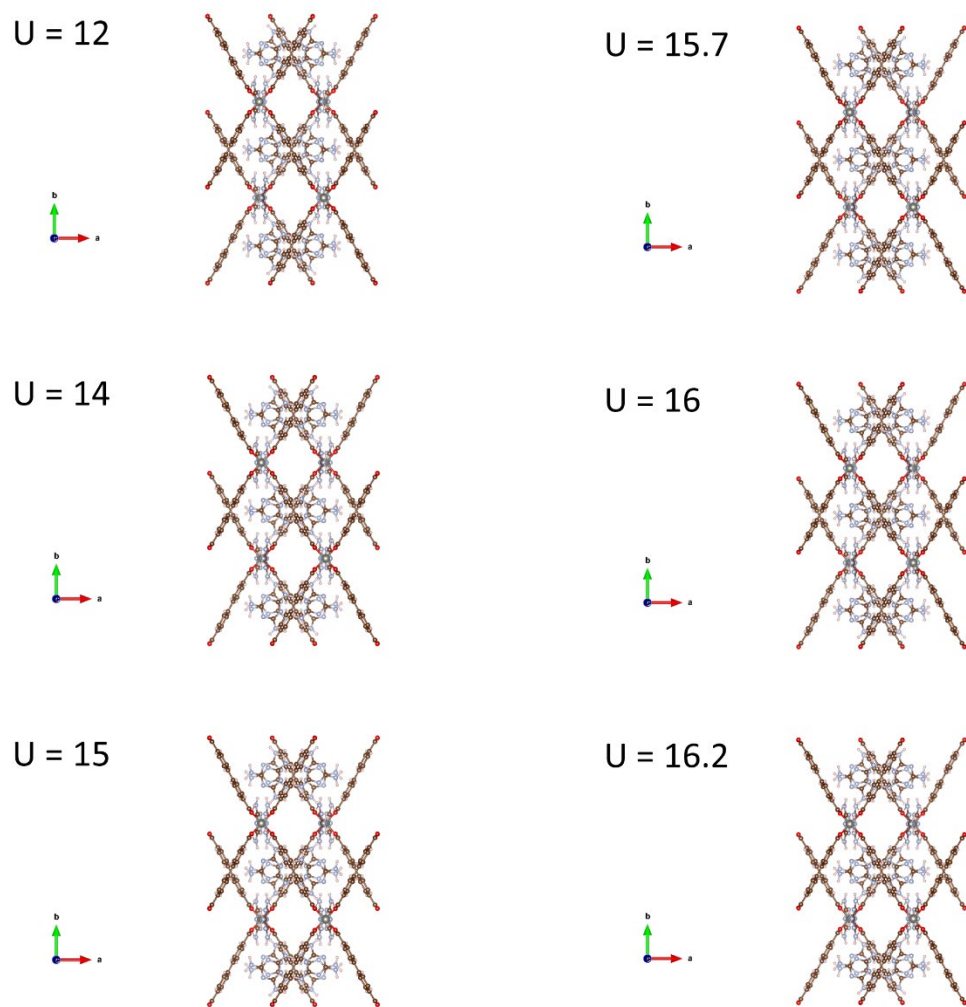 U = 12
U = 15.7
b
a
b
a
U = 14
U = 16
b
a
b
a
U = 15
U = 16.2
b
a
b
a